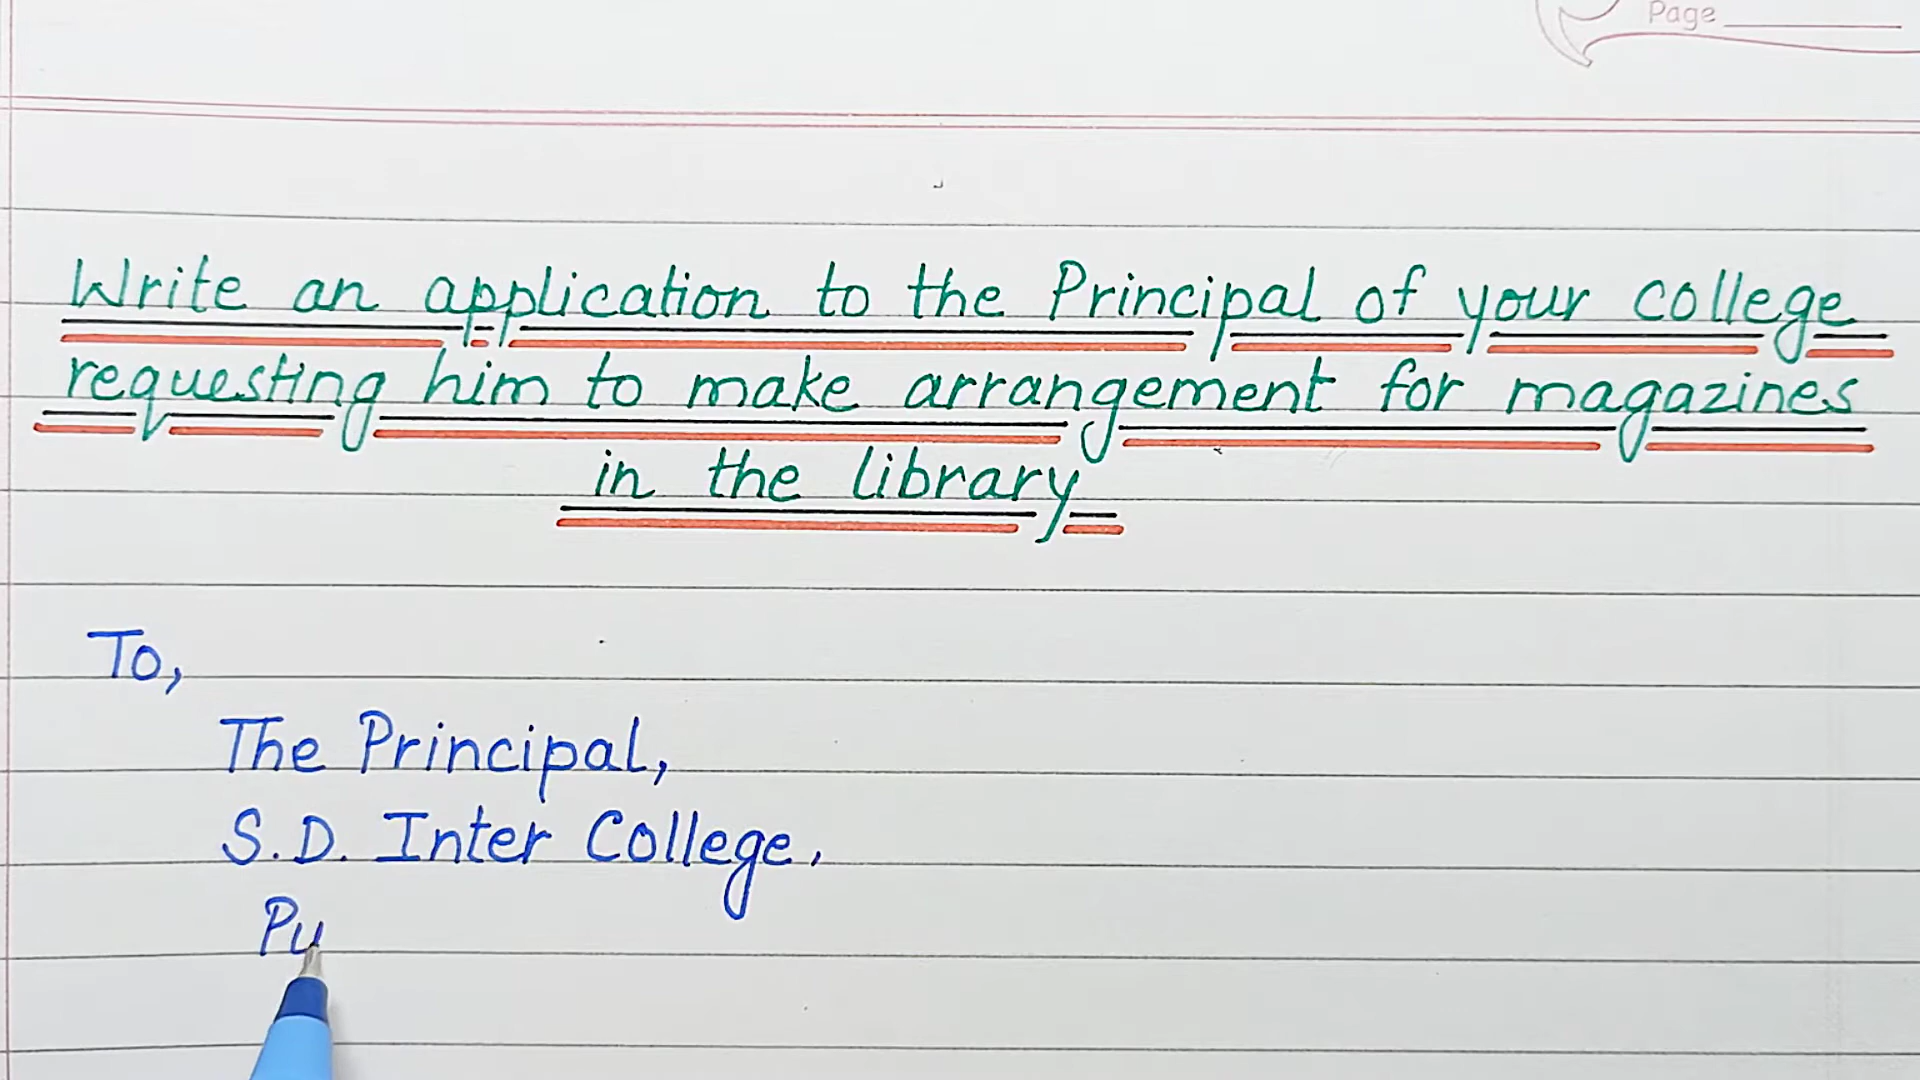 Page
Write an application to the Principal of your college
requesting him to make arrangement for magazines
in the library
To,
The Principal,
S.D. Inter College,
Pu